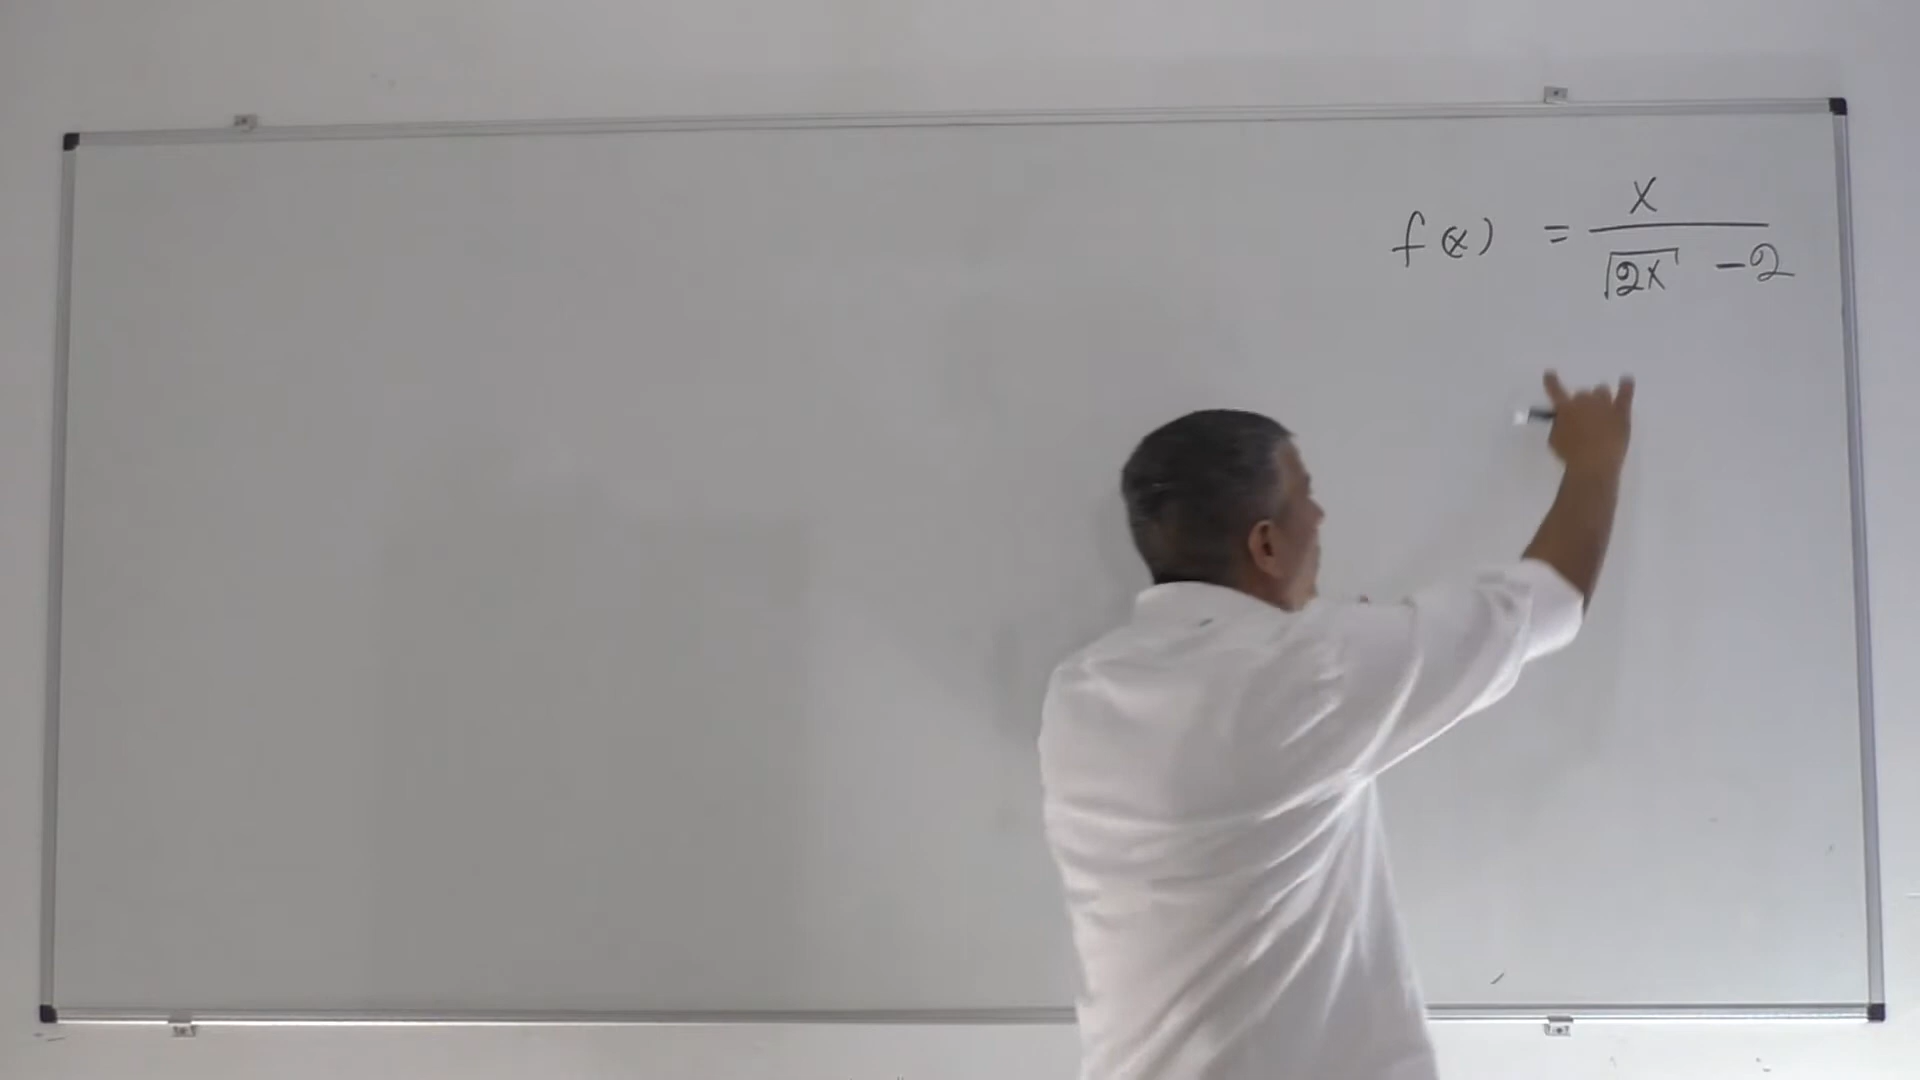 f(x) = x / √2x - 2